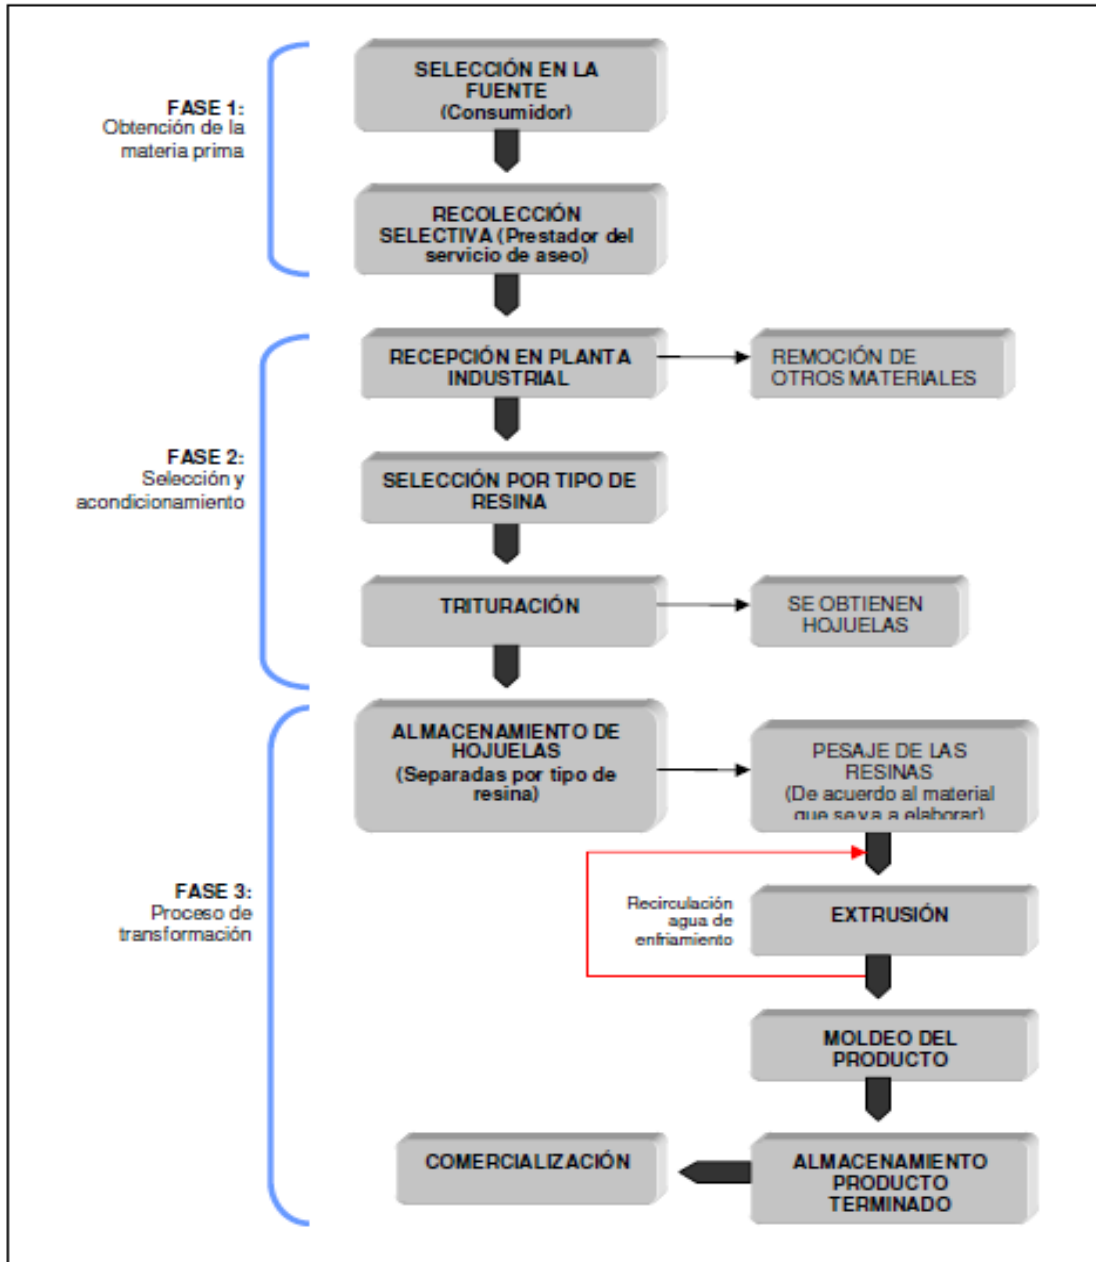 SELECCIÓN EN LA
FUENTE
(Consumidor)
FASE 1:
Obtención de la
materia prima
RECOLECCIÓN
SELECTIVA (Prestador del
servicio de aseo)
RECEPCIÓN EN PLANTA
INDUSTRIAL
REMOCIÓN DE
OTROS MATERIALES
FASE 2:
Selección y
acondicionamiento
SELECCIÓN POR TIPO DE
RESINA
TRITURACIÓN
SE OBTIENEN
HOJUELAS
ALMACENAMIENTO DE
HOJUELAS
(Separadas por tipo de
resina)
PESAJE DE LAS
RESINAS
(De acuerdo al material
que se va a elaborar)
FASE 3:
Proceso de
transformación
Recirculación
agua de
enfriamiento
EXTRUSIÓN
MOLDEO DEL
PRODUCTO
COMERCIALIZACIÓN
ALMACENAMIENTO
PRODUCTO
TERMINADO